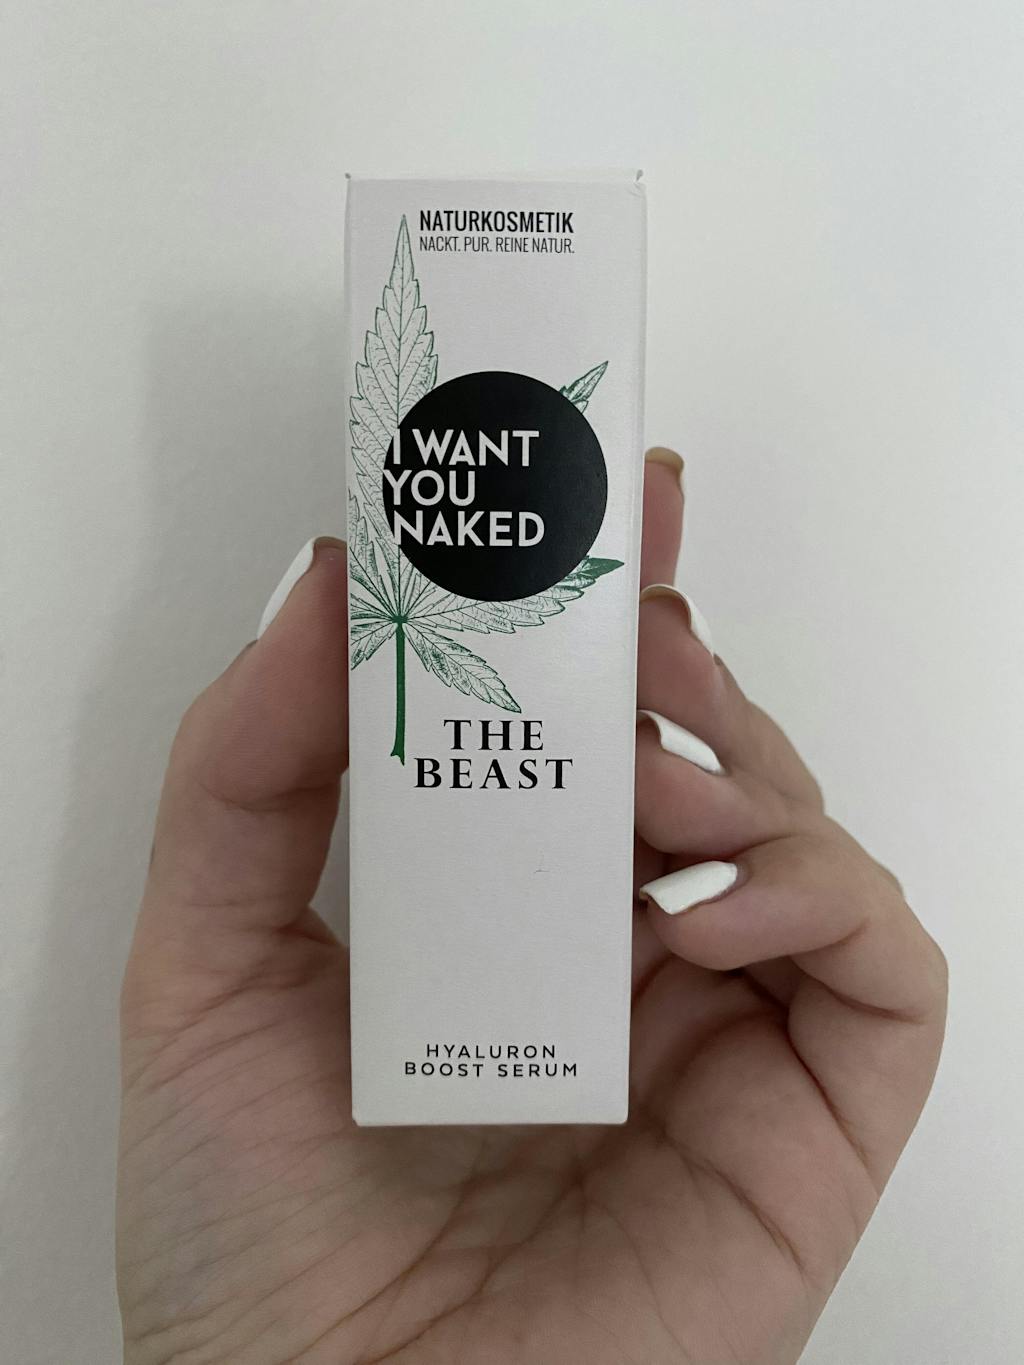 NATURKOSMETIK
NACKT. PUR. REINE NATUR.
I WANT
YOU
NAKED
THE
BEAST
HYALURON
BOOST SERUM